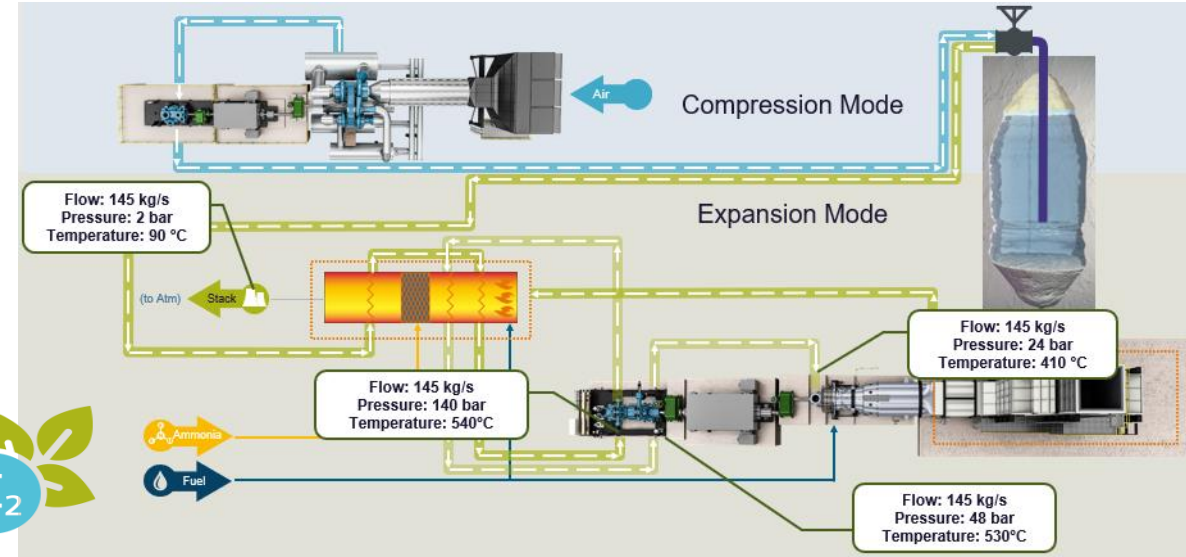 Air
Compression Mode
Expansion Mode
Flow: 145 kg/s
Pressure: 2 bar
Temperature: 90 °C
(to Atm)
Stack
Flow: 145 kg/s
Pressure: 24 bar
Temperature: 410 °C
Flow: 145 kg/s
Pressure: 140 bar
Temperature: 540°C
Ammonia
Fuel
-2
Flow: 145 kg/s
Pressure: 48 bar
Temperature: 530°C